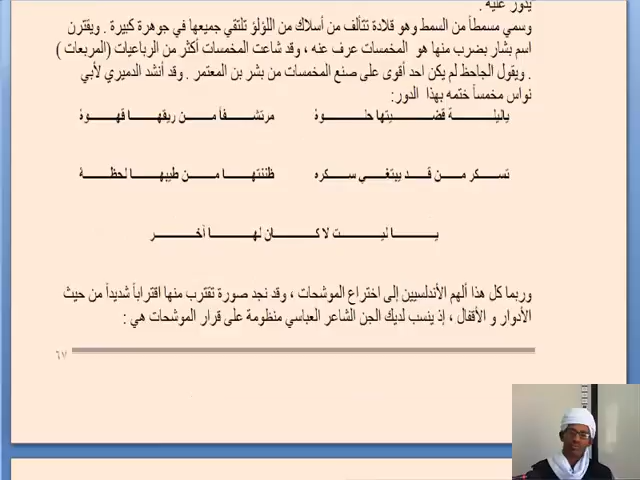 يدور عليه .
وسمي مسمطاً من السمط وهو قلادة تتألف من أسلاك من اللؤلؤ تلتقي جميعها في جوهرة كبيرة . ويقترن
اسم بشار بضرب منها هو المخمسات عرف عنه ، وقد شاعت المخمسات أكثر من الرباعيات (المربعات )
. ويقول الجاحظ لم يكن احد أقوى على صنع المخمسات من بشر بن المعتمر . وقد أنشد الدميري لأبي
نواس مخمساً ختمه بهذا الدور:
ياليلة قضيتها حلوة مرتشفاً من ريقها قهوة
تسكر من قد يبتغي سكره ظننتها من طيبها لحظة
يا ليت لا كان لها آخر
وربما كل هذا ألهم الأندلسيين إلى اختراع الموشحات ، وقد نجد صورة تقترب منها اقتراباً شديداً من حيث
الأدوار و الأقفال ، إذ ينسب لديك الجن الشاعر العباسي منظومة على قرار الموشحات هي :
٦٧